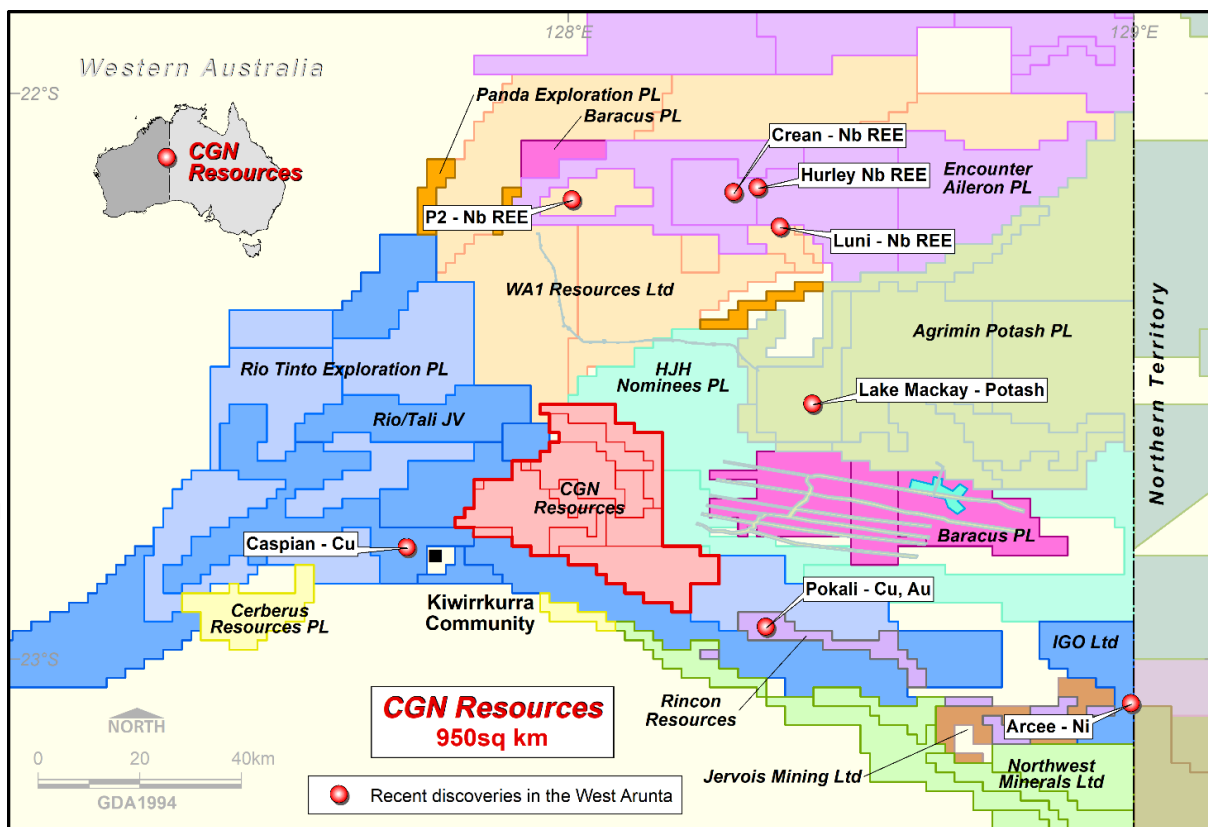 128°E
129°E
Western Australia
22°S
CGN
Resources
Panda Exploration PL
Baracus PL
Crean - Nb REE
Hurley Nb REE
Encounter
Aileron PL
P2 - Nb REE
Luni - Nb REE
WA1 Resources Ltd
Agrimin Potash PL
Northern Territory
Rio Tinto Exploration PL
HJH
Nominees PL
Lake Mackay - Potash
Rio/Tali JV
CGN
Resources
Baracus PL
Caspian - Cu
Pokali - Cu, Au
Kiwirrkurra
Community
Cerberus
Resources PL
IGO Ltd
23°S
Rincon
Resources
CGN Resources
950sq km
Arcee - Ni
NORTH
0 20 40km
GDA1994
Jervois Mining Ltd
Northwest
Minerals Ltd
Recent discoveries in the West Arunta